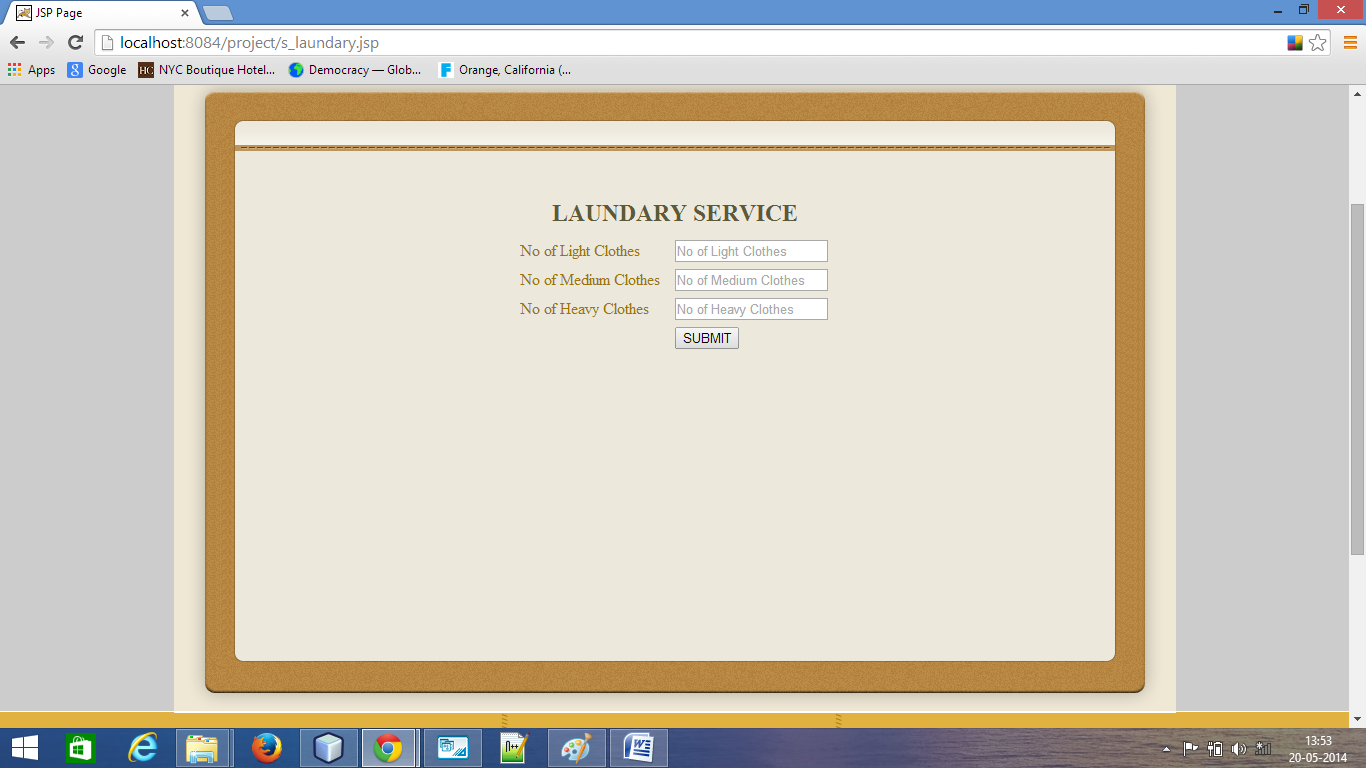 JSP Page
localhost:8084/project/s_laundary.jsp
Apps Google HC NYC Boutique Hotel... Democracy — Glob... Orange, California (...
LAUNDARY SERVICE
No of Light Clothes No of Light Clothes
No of Medium Clothes No of Medium Clothes
No of Heavy Clothes No of Heavy Clothes
SUBMIT
13:53
20-05-2014